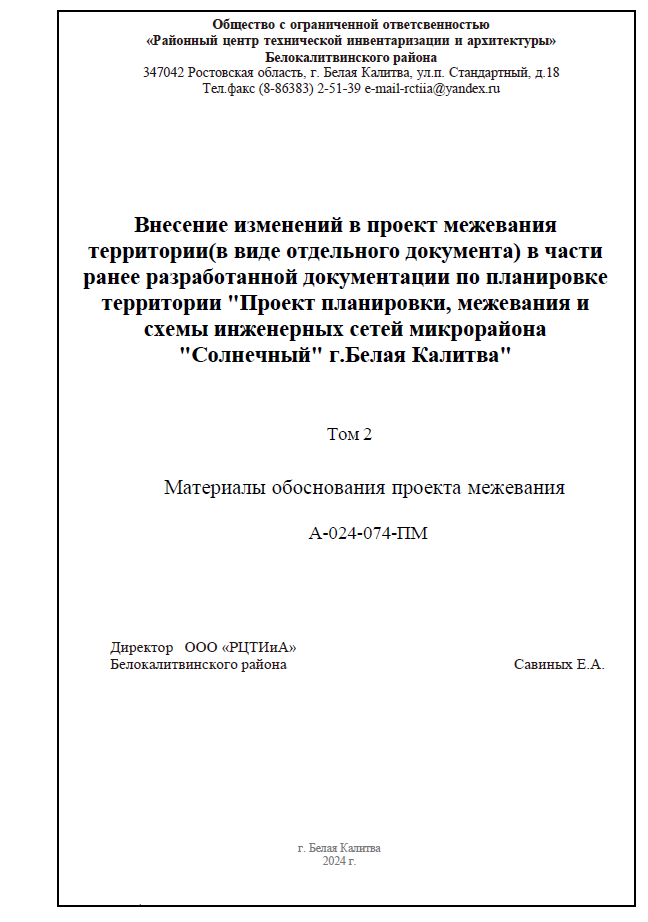 Общество с ограниченной ответсвенностью
«Районный центр технической инвентаризации и архитектуры»
Белокалитвинского района
347042 Ростовская область, г. Белая Калитва, ул.п. Стандартный, д.18
Тел.факс (8-86383) 2-51-39 e-mail-rctiia@yandex.ru
Внесение изменений в проект межевания
территории(в виде отдельного документа) в части
ранее разработанной документации по планировке
территории "Проект планировки, межевания и
схемы инженерных сетей микрорайона
"Солнечный" г.Белая Калитва"
Том 2
Материалы обоснования проекта межевания
А-024-074-ПМ
Директор ООО «РЦТИиА»
Белокалитвинского района Савиных Е.А.
г. Белая Калитва
2024 г.